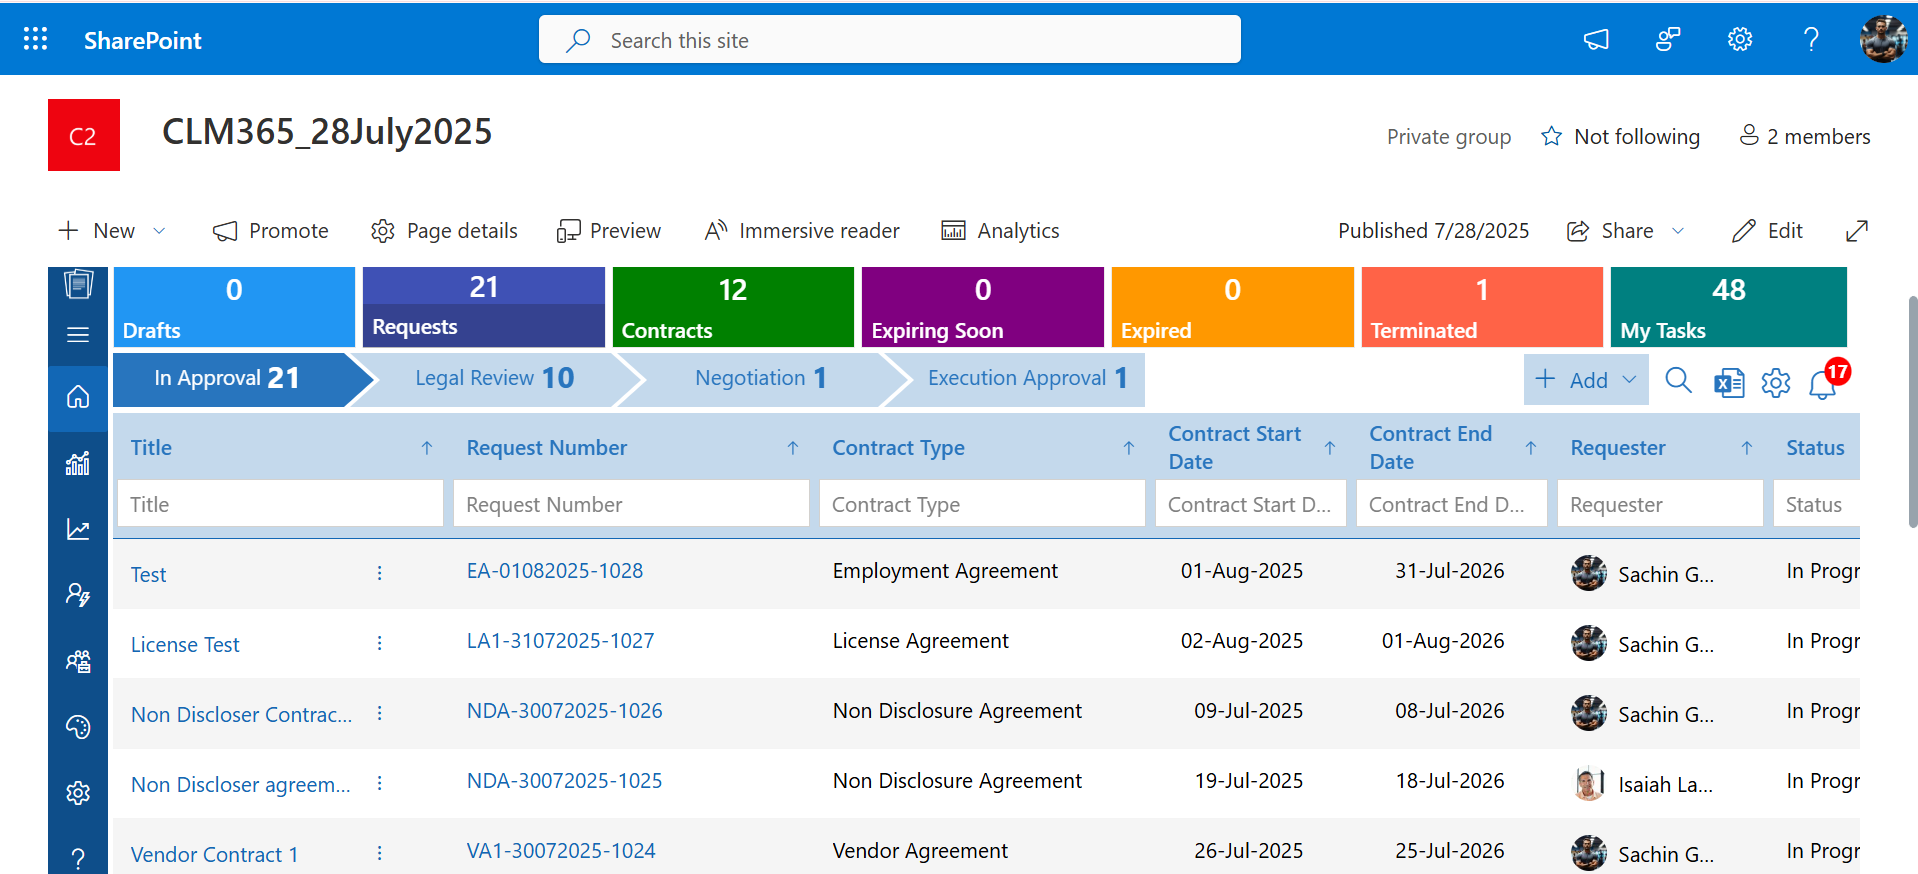 SharePoint
Search this site
C2
CLM365_28July2025
Private group
Not following
2 members
New
Promote
Page details
Preview
Immersive reader
Analytics
Published 7/28/2025
Share
Edit
0
Drafts
21
Requests
12
Contracts
0
Expiring Soon
0
Expired
1
Terminated
48
My Tasks
In Approval 21
Legal Review 10
Negotiation 1
Execution Approval 1
Add
17
Title
Request Number
Contract Type
Contract Start Date
Contract End Date
Requester
Status
Title
Request Number
Contract Type
Contract Start D...
Contract End D...
Requester
Status
Test EA-01082025-1028 Employment Agreement 01-Aug-2025 31-Jul-2026 Sachin G... In Progr
License Test LA1-31072025-1027 License Agreement 02-Aug-2025 01-Aug-2026 Sachin G... In Progr
Non Discloser Contrac... NDA-30072025-1026 Non Disclosure Agreement 09-Jul-2025 08-Jul-2026 Sachin G... In Progr
Non Discloser agreem... NDA-30072025-1025 Non Disclosure Agreement 19-Jul-2025 18-Jul-2026 Isaiah La... In Progr
Vendor Contract 1 VA1-30072025-1024 Vendor Agreement 26-Jul-2025 25-Jul-2026 Sachin G... In Progr